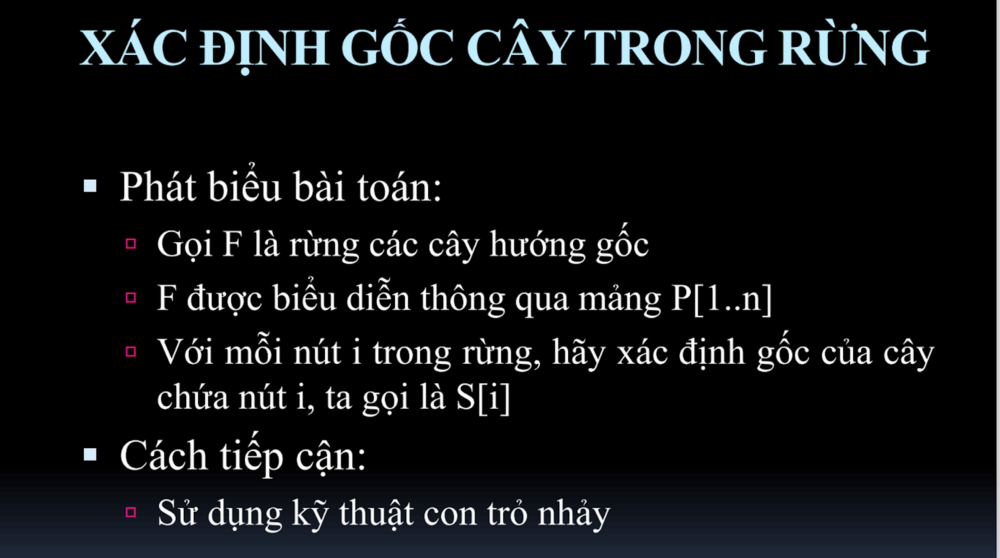 XÁC ĐỊNH GỐC CÂY TRONG RỪNG
Phát biểu bài toán:
Gọi F là rừng các cây hướng gốc
F được biểu diễn thông qua mảng P[1..n]
Với mỗi nút i trong rừng, hãy xác định gốc của cây
chứa nút i, ta gọi là S[i]
Cách tiếp cận:
Sử dụng kỹ thuật con trỏ nhảy